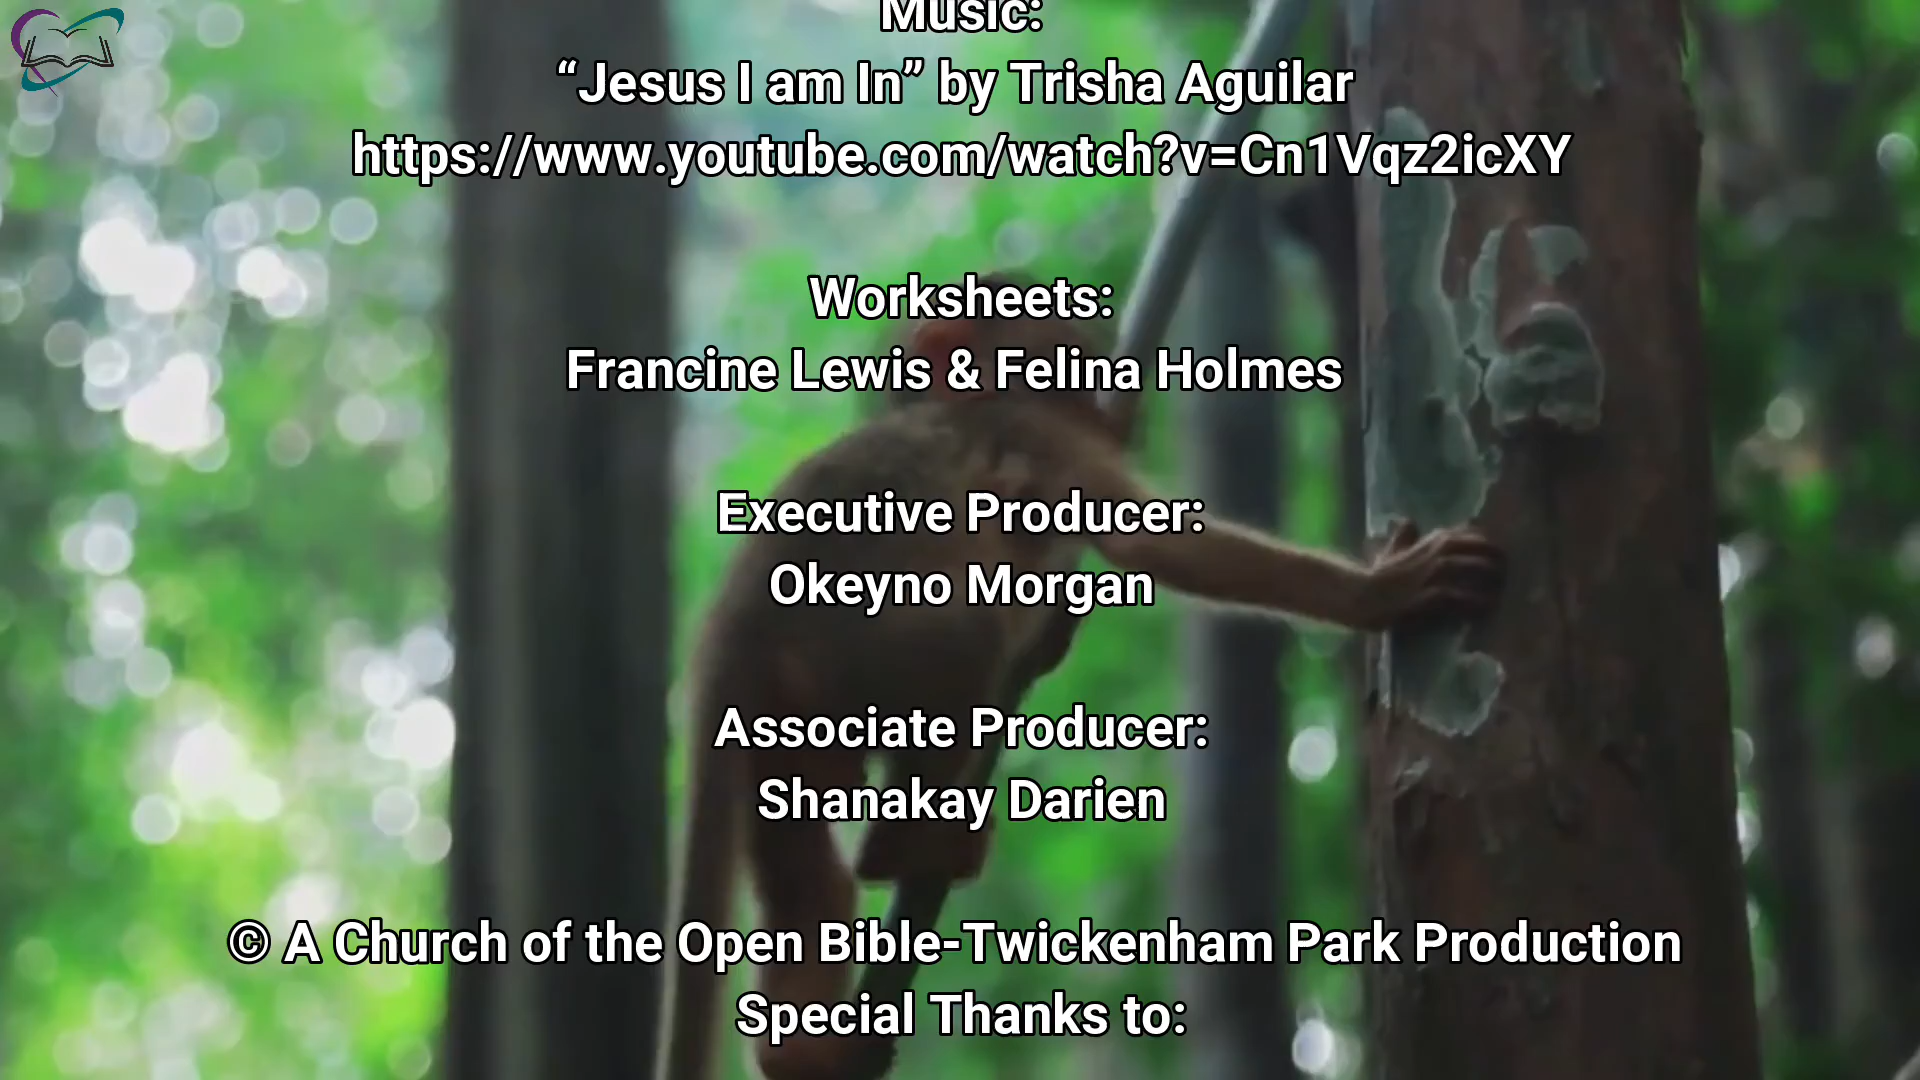 Music:
“Jesus I am In” by Trisha Aguilar
https://www.youtube.com/watch?v=Cn1Vqz2icXY
Worksheets:
Francine Lewis & Felina Holmes
Executive Producer:
Okeyno Morgan
Associate Producer:
Shanakay Darien
© A Church of the Open Bible-Twickenham Park Production
Special Thanks to: